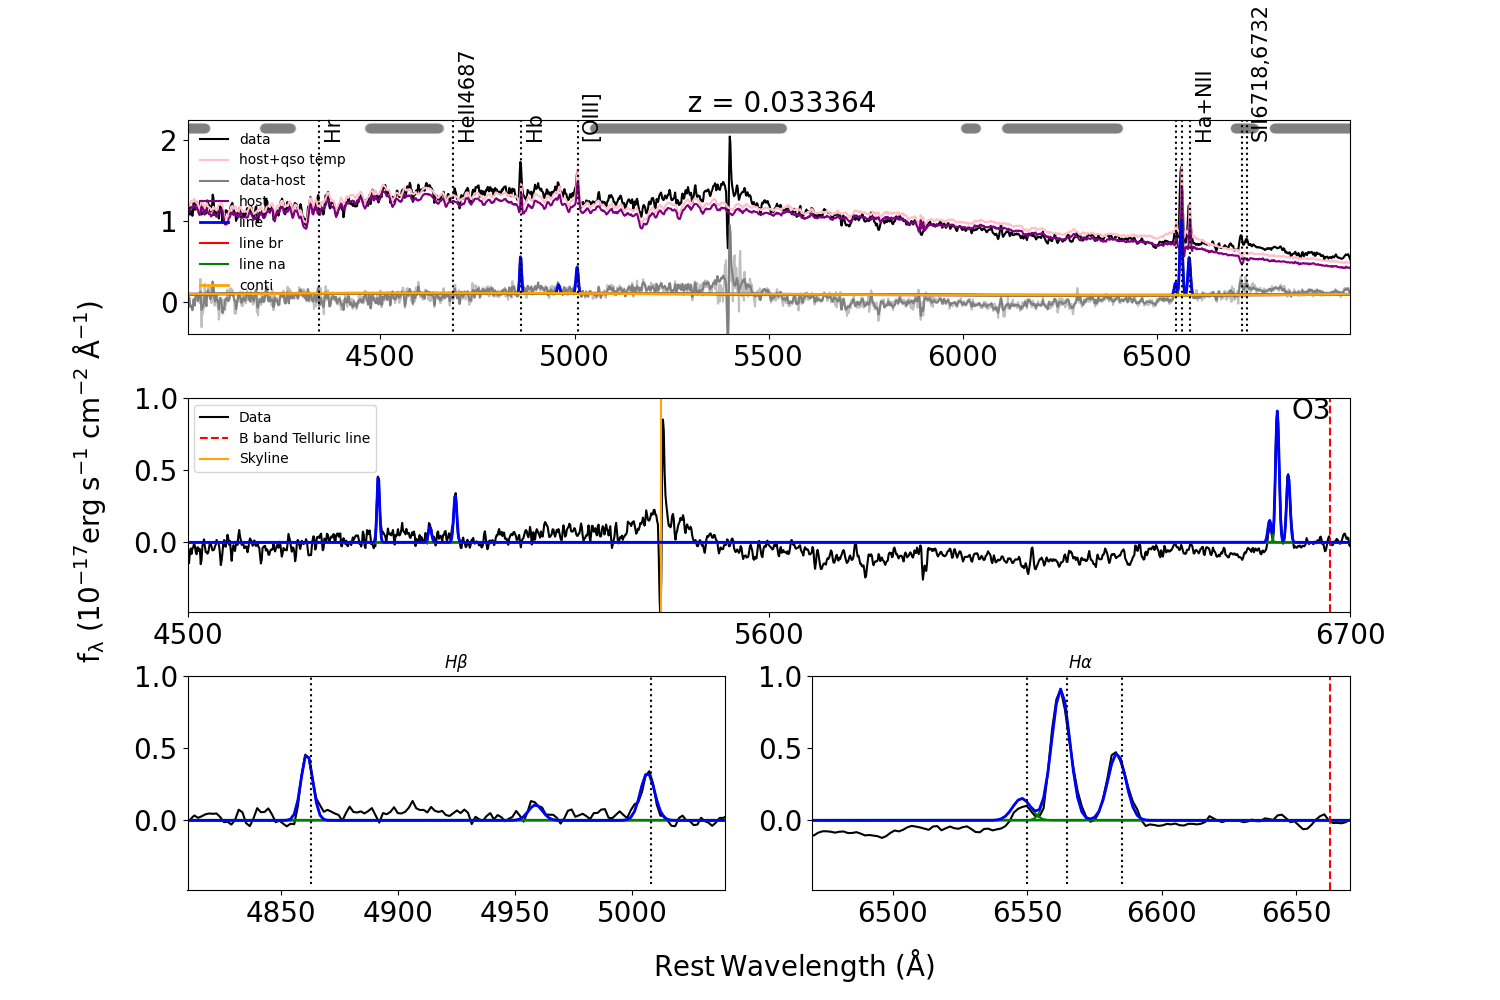 z = 0.033364
Hr
HeII4687
Hb
[OIII]
Ha+NII
SII6718,6732
data
host+qso temp
data-host
host
line
line br
line na
conti
2
1
0
4500 5000 5500 6000 6500
fλ (10−17erg s−1 cm−2 Å−1)
Data
B band Telluric line
Skyline
O3
1.0
0.5
0.0
4500 5600 6700
Hβ
1.0
0.5
0.0
4850 4900 4950 5000
Hα
1.0
0.5
0.0
6500 6550 6600 6650
Rest Wavelength (Å)